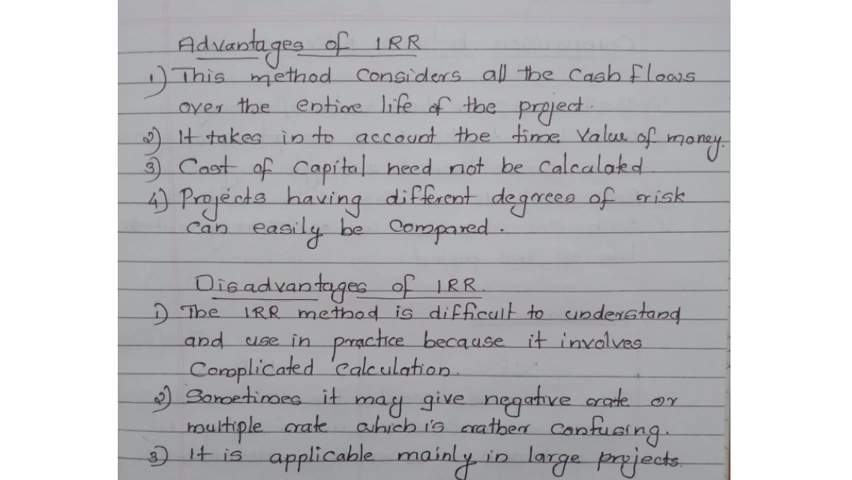 Advantages of IRR
1) This method considers all the cash flows
over the entire life of the project.
2) It takes in to account the time value of money.
3) Cost of capital need not be calculated
4) Projects having different degrees of risk
can easily be compared.
Disadvantages of IRR
1) The IRR method is difficult to understand
and use in practice because it involves
Complicated calculation.
2) Sometimes it may give negative rate or
multiple rate which is rather confusing.
3) It is applicable mainly in large projects.